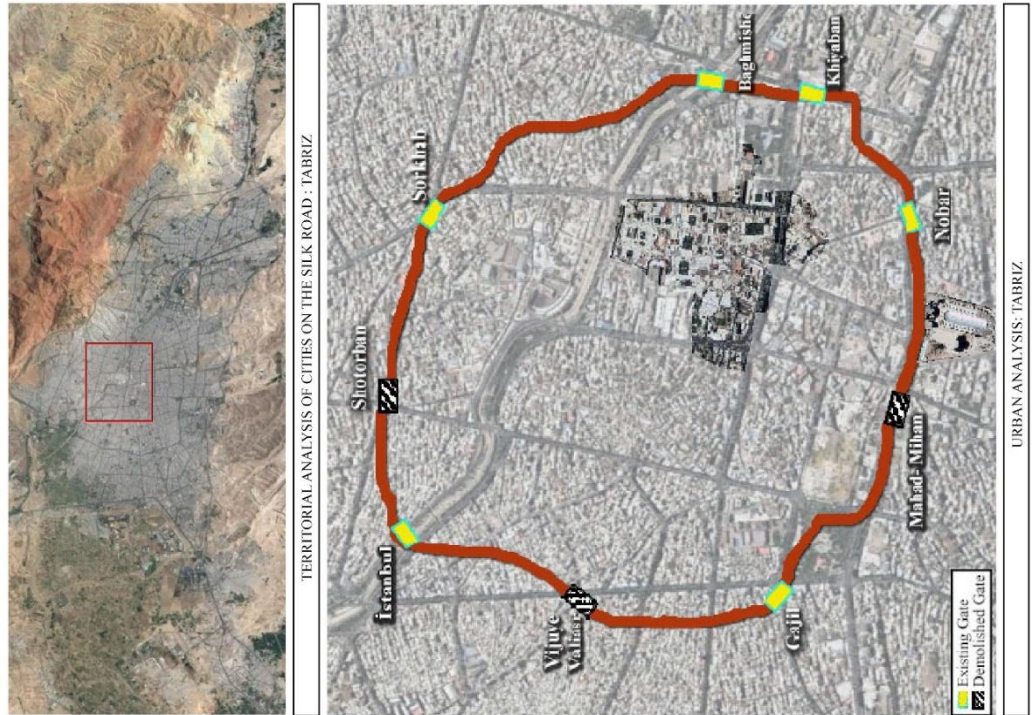 TERRITORIAL ANALYSIS OF CITIES ON THE SILK ROAD : TABRIZ
Baghmishe
Khiyaban
Sorkhab
Nobar
Shotorban
Mahad- Mihan
İstanbul
Vijuye
Valiasr
Gajil
Existing Gate
Demolished Gate
URBAN ANALYSIS: TABRIZ